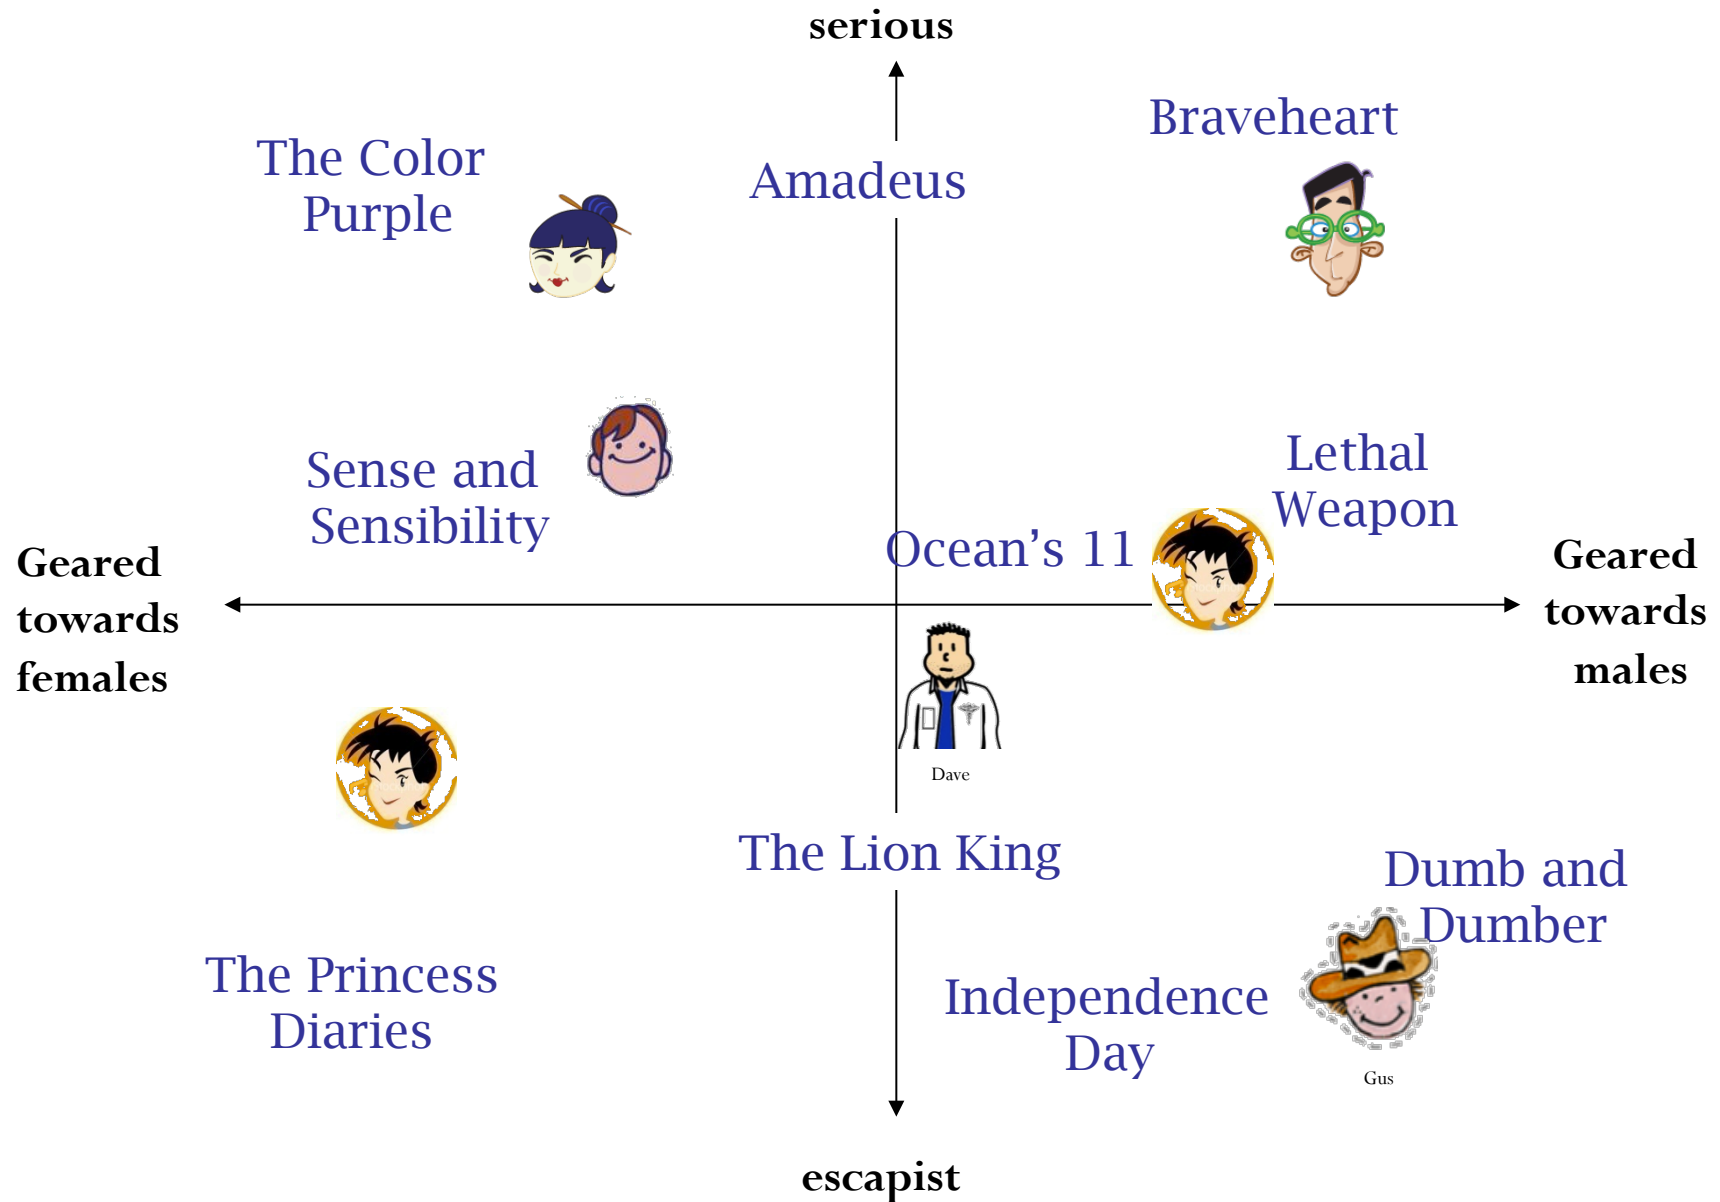 serious
Braveheart
The Color
Purple
Amadeus
Sense and
Sensibility
Lethal
Weapon
Ocean’s 11
Geared
towards
females
Geared
towards
males
Dave
The Lion King
Dumb and
Dumber
The Princess
Diaries
Independence
Day
Gus
escapist